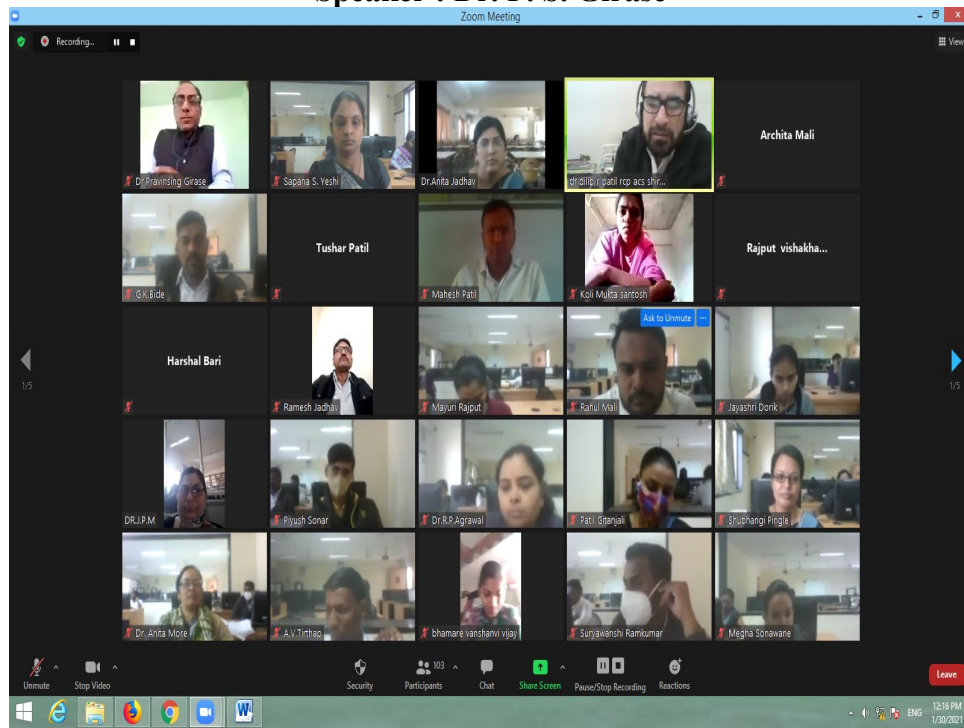 Speaker : Dr. P. S. Girase
Zoom Meeting
Recording...
View
Dr.Pravinsing Girase
Sapana S. Yeshi
Dr.Anita Jadhav
dr dilip r patil rcp acs shir...
Archita Mali
G.K.Bide
Tushar Patil
Mahesh Patil
Koli Mukta santosh
Rajput vishakha...
Harshal Bari
Ramesh Jadhav
Mayuri Rajput
Ask to Unmute ...
Rahul Mali
Jayashri Dorik
1/5
1/5
DR.J.P.M
Piyush Sonar
Dr.R.P.Agrawal
Patil Gitanjali
Shubhangi Pingle
Dr. Anita More
A.V.Tirthap
bhamare vanshanvi vijay
Suryawanshi Ramkumar
Megha Sonawane
Unmute
Stop Video
Security
Participants 103
Chat
Share Screen
Pause/Stop Recording
Reactions
Leave
ENG
12:16 PM
1/30/2021